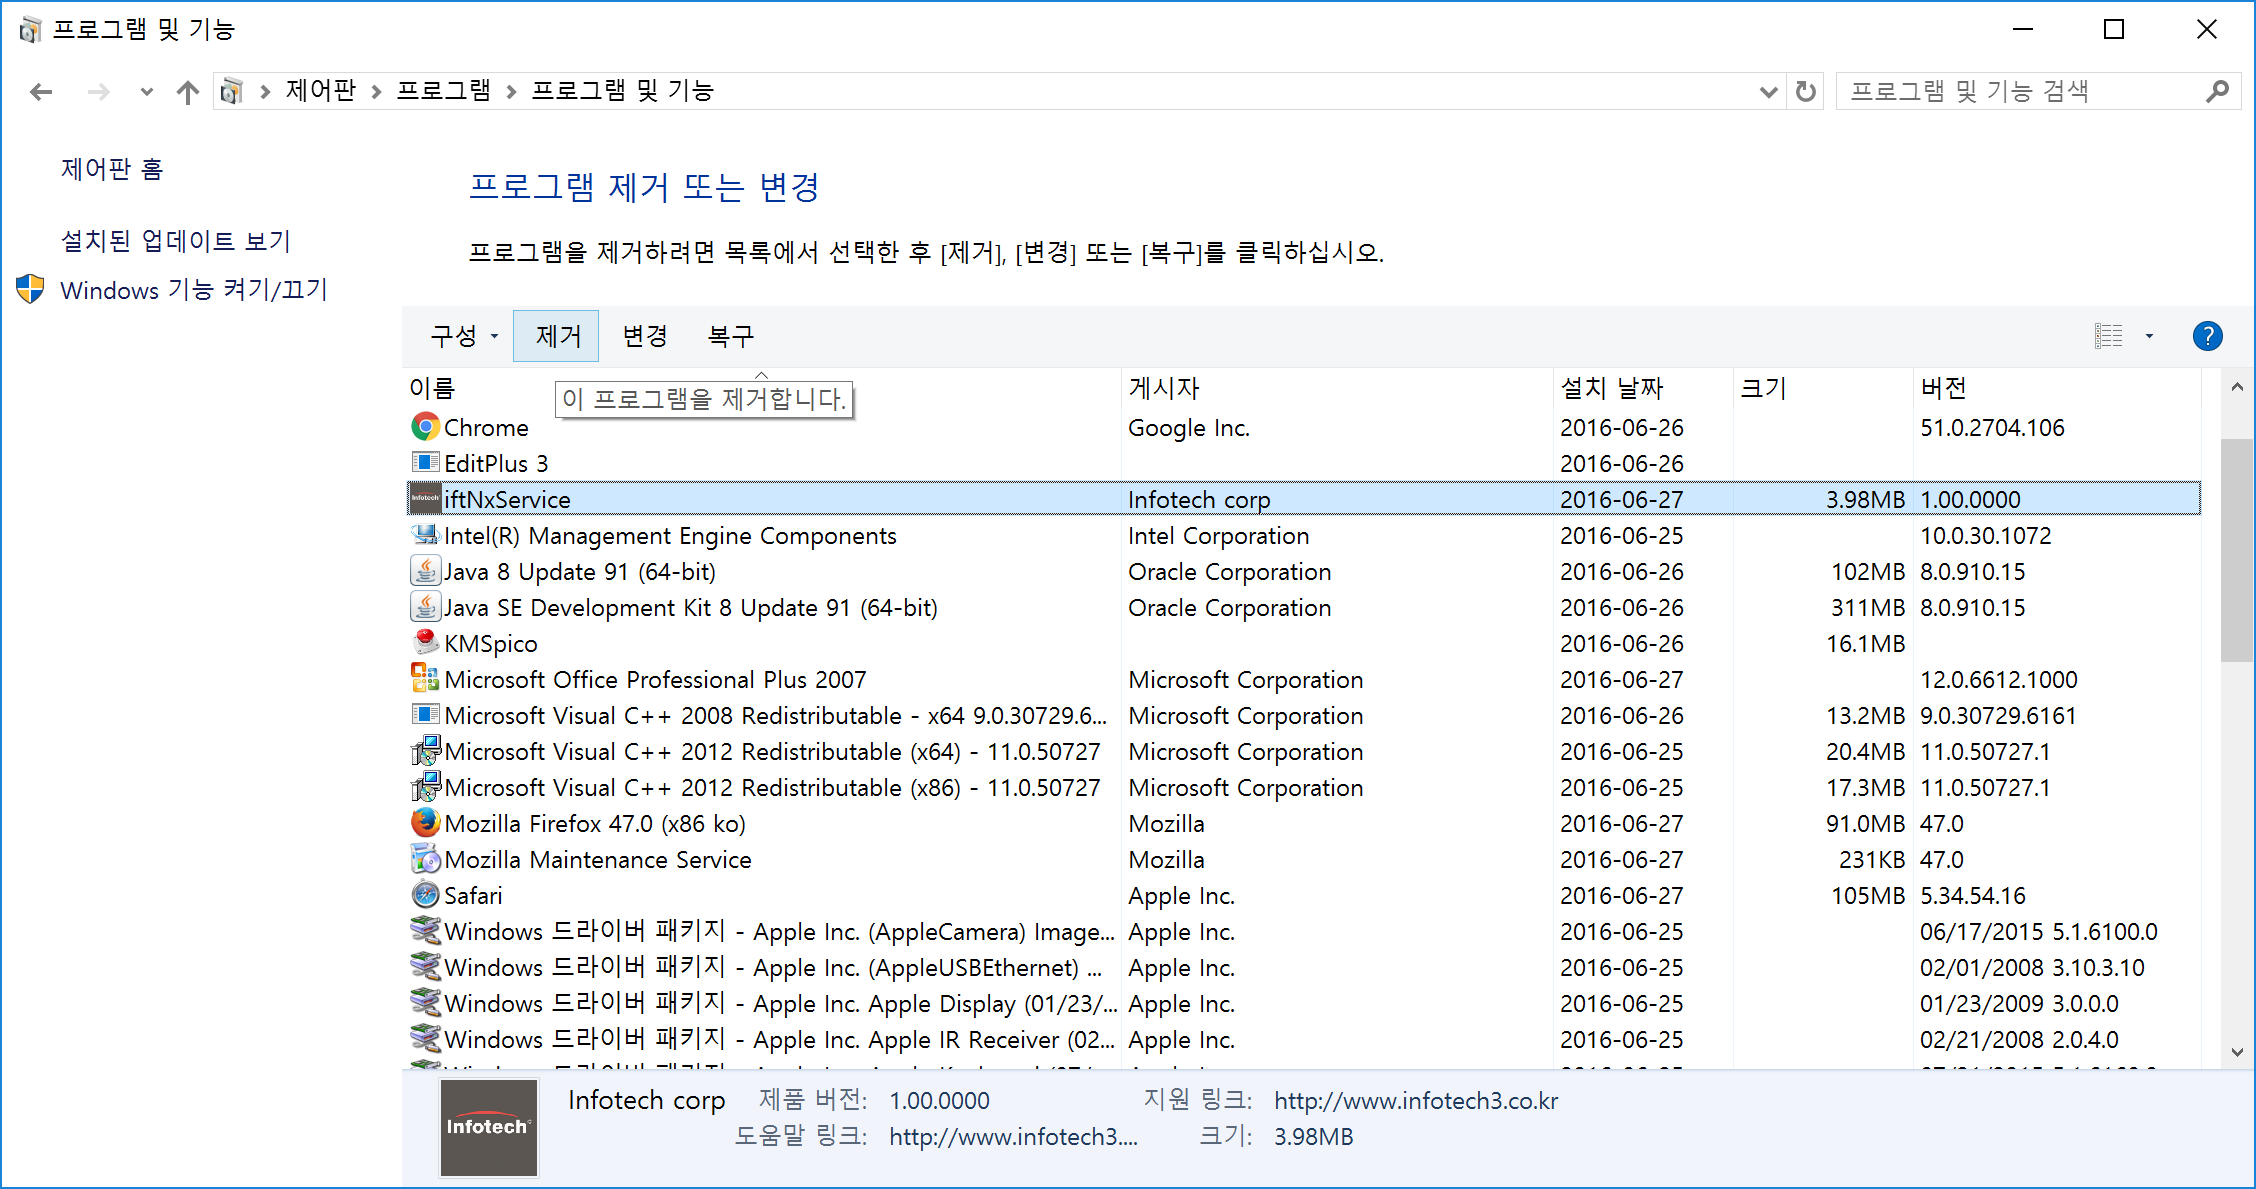 프로그램 및 기능
제어판 프로그램 프로그램 및 기능
프로그램 및 기능 검색
제어판 홈
설치된 업데이트 보기
Windows 기능 켜기/끄기
프로그램 제거 또는 변경
프로그램을 제거하려면 목록에서 선택한 후 [제거], [변경] 또는 [복구]를 클릭하십시오.
구성 제거 변경 복구
이름 게시자 설치 날짜 크기 버전
이 프로그램을 제거합니다.
Chrome Google Inc. 2016-06-26 51.0.2704.106
EditPlus 3 2016-06-26
Infotech iftNxService Infotech corp 2016-06-27 3.98MB 1.00.0000
Intel(R) Management Engine Components Intel Corporation 2016-06-25 10.0.30.1072
Java 8 Update 91 (64-bit) Oracle Corporation 2016-06-26 102MB 8.0.910.15
Java SE Development Kit 8 Update 91 (64-bit) Oracle Corporation 2016-06-26 311MB 8.0.910.15
KMSpico 2016-06-26 16.1MB
Microsoft Office Professional Plus 2007 Microsoft Corporation 2016-06-27 12.0.6612.1000
Microsoft Visual C++ 2008 Redistributable - x64 9.0.30729.6... Microsoft Corporation 2016-06-26 13.2MB 9.0.30729.6161
Microsoft Visual C++ 2012 Redistributable (x64) - 11.0.50727 Microsoft Corporation 2016-06-25 20.4MB 11.0.50727.1
Microsoft Visual C++ 2012 Redistributable (x86) - 11.0.50727 Microsoft Corporation 2016-06-25 17.3MB 11.0.50727.1
Mozilla Firefox 47.0 (x86 ko) Mozilla 2016-06-27 91.0MB 47.0
Mozilla Maintenance Service Mozilla 2016-06-27 231KB 47.0
Safari Apple Inc. 2016-06-27 105MB 5.34.54.16
Windows 드라이버 패키지 - Apple Inc. (AppleCamera) Image... Apple Inc. 2016-06-25 06/17/2015 5.1.6100.0
Windows 드라이버 패키지 - Apple Inc. (AppleUSBEthernet) ... Apple Inc. 2016-06-25 02/01/2008 3.10.3.10
Windows 드라이버 패키지 - Apple Inc. Apple Display (01/23/... Apple Inc. 2016-06-25 01/23/2009 3.0.0.0
Windows 드라이버 패키지 - Apple Inc. Apple IR Receiver (02... Apple Inc. 2016-06-25 02/21/2008 2.0.4.0
Infotech
Infotech corp 제품 버전: 1.00.0000 지원 링크: http://www.infotech3.co.kr
도움말 링크: http://www.infotech3.... 크기: 3.98MB